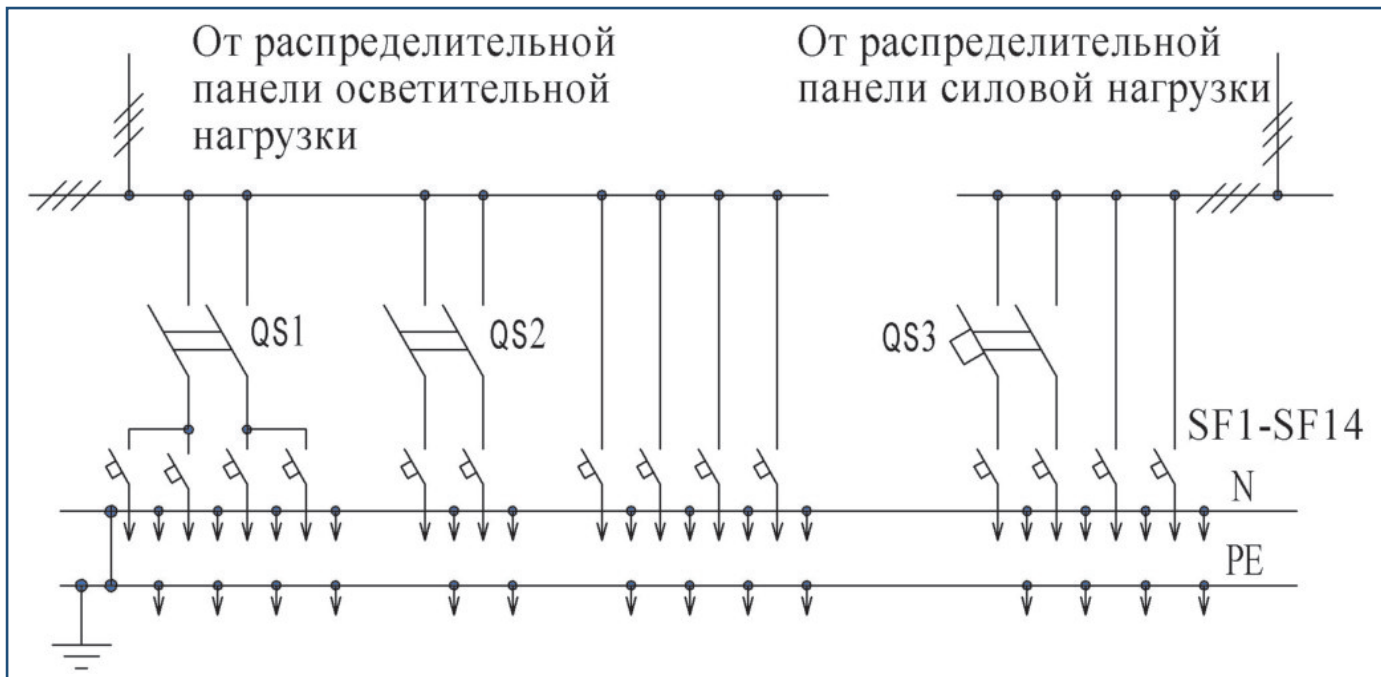 От распределительной
панели осветительной
нагрузки
От распределительной
панели силовой нагрузки
QS1
QS2
QS3
SF1-SF14
N
PE